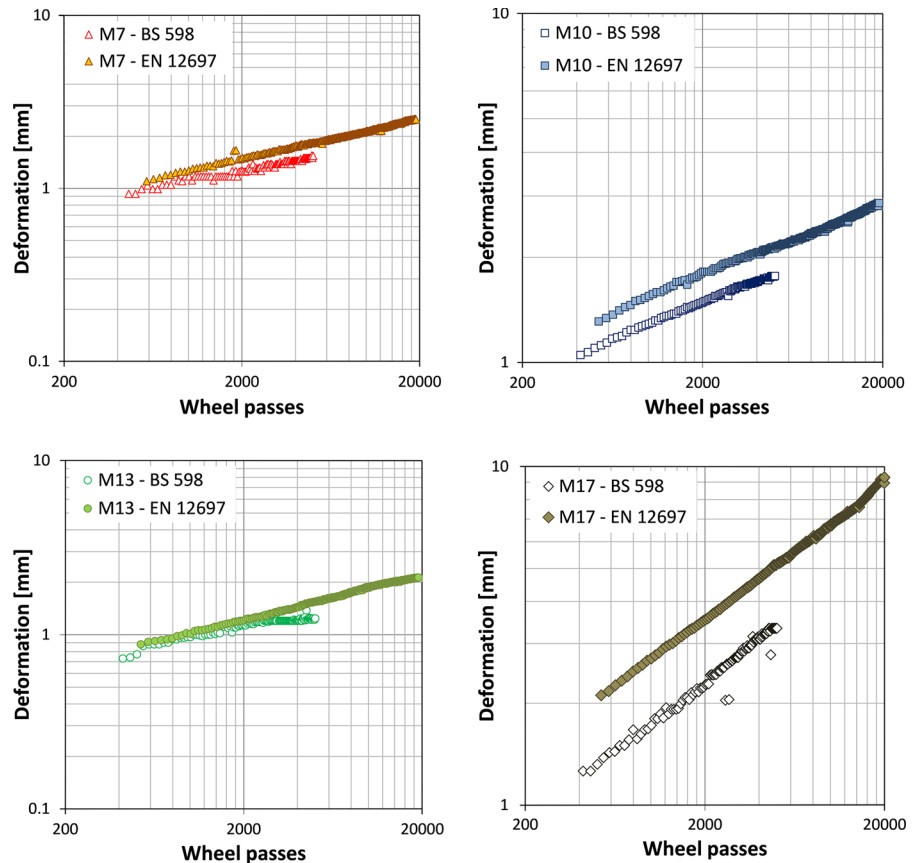 10
M7 - BS 598
M7 - EN 12697
1
0.1
Deformation [mm]
200
2000
20000
Wheel passes
10
M10 - BS 598
M10 - EN 12697
1
Deformation [mm]
200
2000
20000
Wheel passes
10
M13 - BS 598
M13 - EN 12697
1
0.1
Deformation [mm]
200
2000
20000
Wheel passes
10
M17 - BS 598
M17 - EN 12697
1
Deformation [mm]
200
2000
20000
Wheel passes